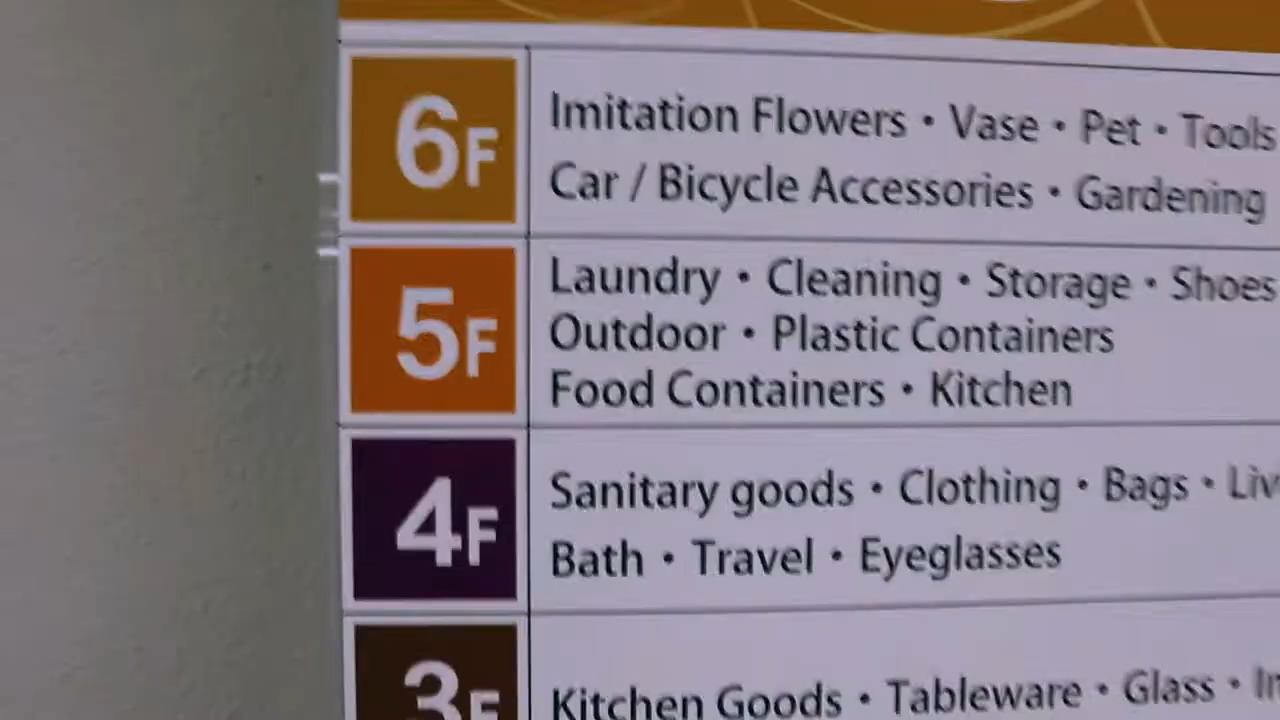 6F
Imitation Flowers・Vase・Pet・Tools
Car / Bicycle Accessories・Gardening
5F
Laundry・Cleaning・Storage・Shoes
Outdoor・Plastic Containers
Food Containers・Kitchen
4F
Sanitary goods・Clothing・Bags・
Bath・Travel・Eyeglasses
3F
Kitchen Goods・Tableware・Glass・